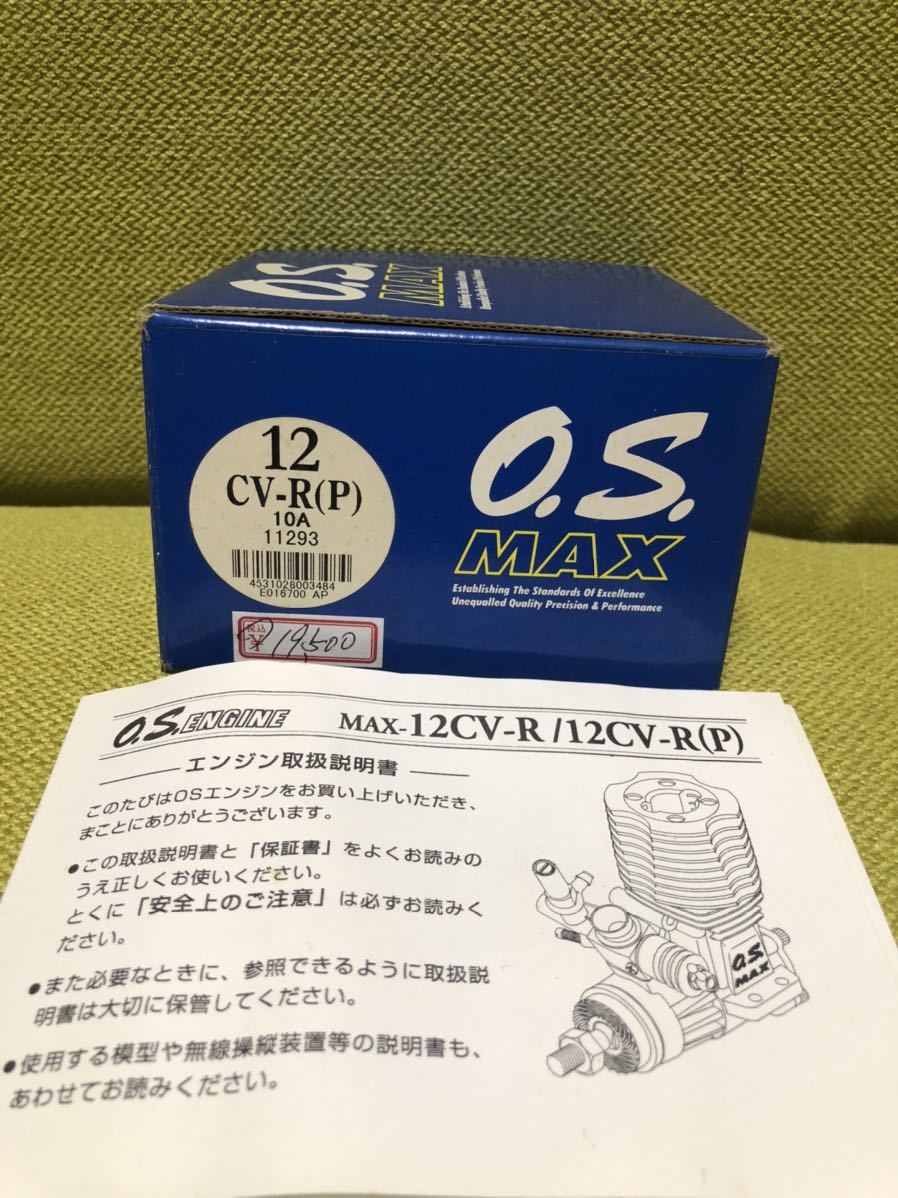 O.S.
MAX
12
CV-R(P)
10A
11293
4531028003484
E016700 AP
税込
¥ 19,500
O.S.
MAX
Establishing The Standards Of Excellence
Unequalled Quality Precision & Performance
O.S.ENGINE MAX-12CV-R /12CV-R(P)
エンジン取扱説明書
このたびはOSエンジンをお買い上げいただき、
まことにありがとうございます。
●この取扱説明書と「保証書」をよくお読みの
うえ正しくお使いください。
とくに「安全上のご注意」は必ずお読みく
ださい。
●また必要なときに、参照できるように取扱説
明書は大切に保管してください。
●使用する模型や無線操縦装置等の説明書も、
あわせてお読みください。
O.S.
MAX